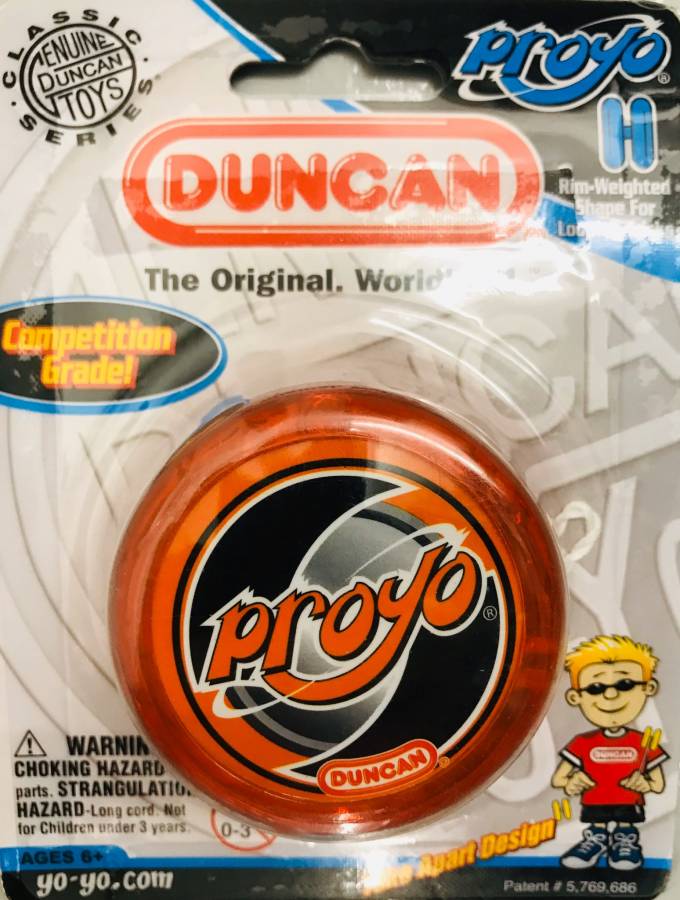 CLASSIC SERIES
GENUINE
DUNCAN
TOYS
proyo®
Rim-Weighted
Shape For
DUNCAN
The Original.
Competition
Grade!
proyo®
DUNCAN
DUNCAN
WARNIN
CHOKING HAZARD
parts. STRANGULATIO
HAZARD-Long cord. Not
for Children under 3 years.
0-3
Apart Design
AGES 6+
yo-yo.com
Patent # 5,769,686